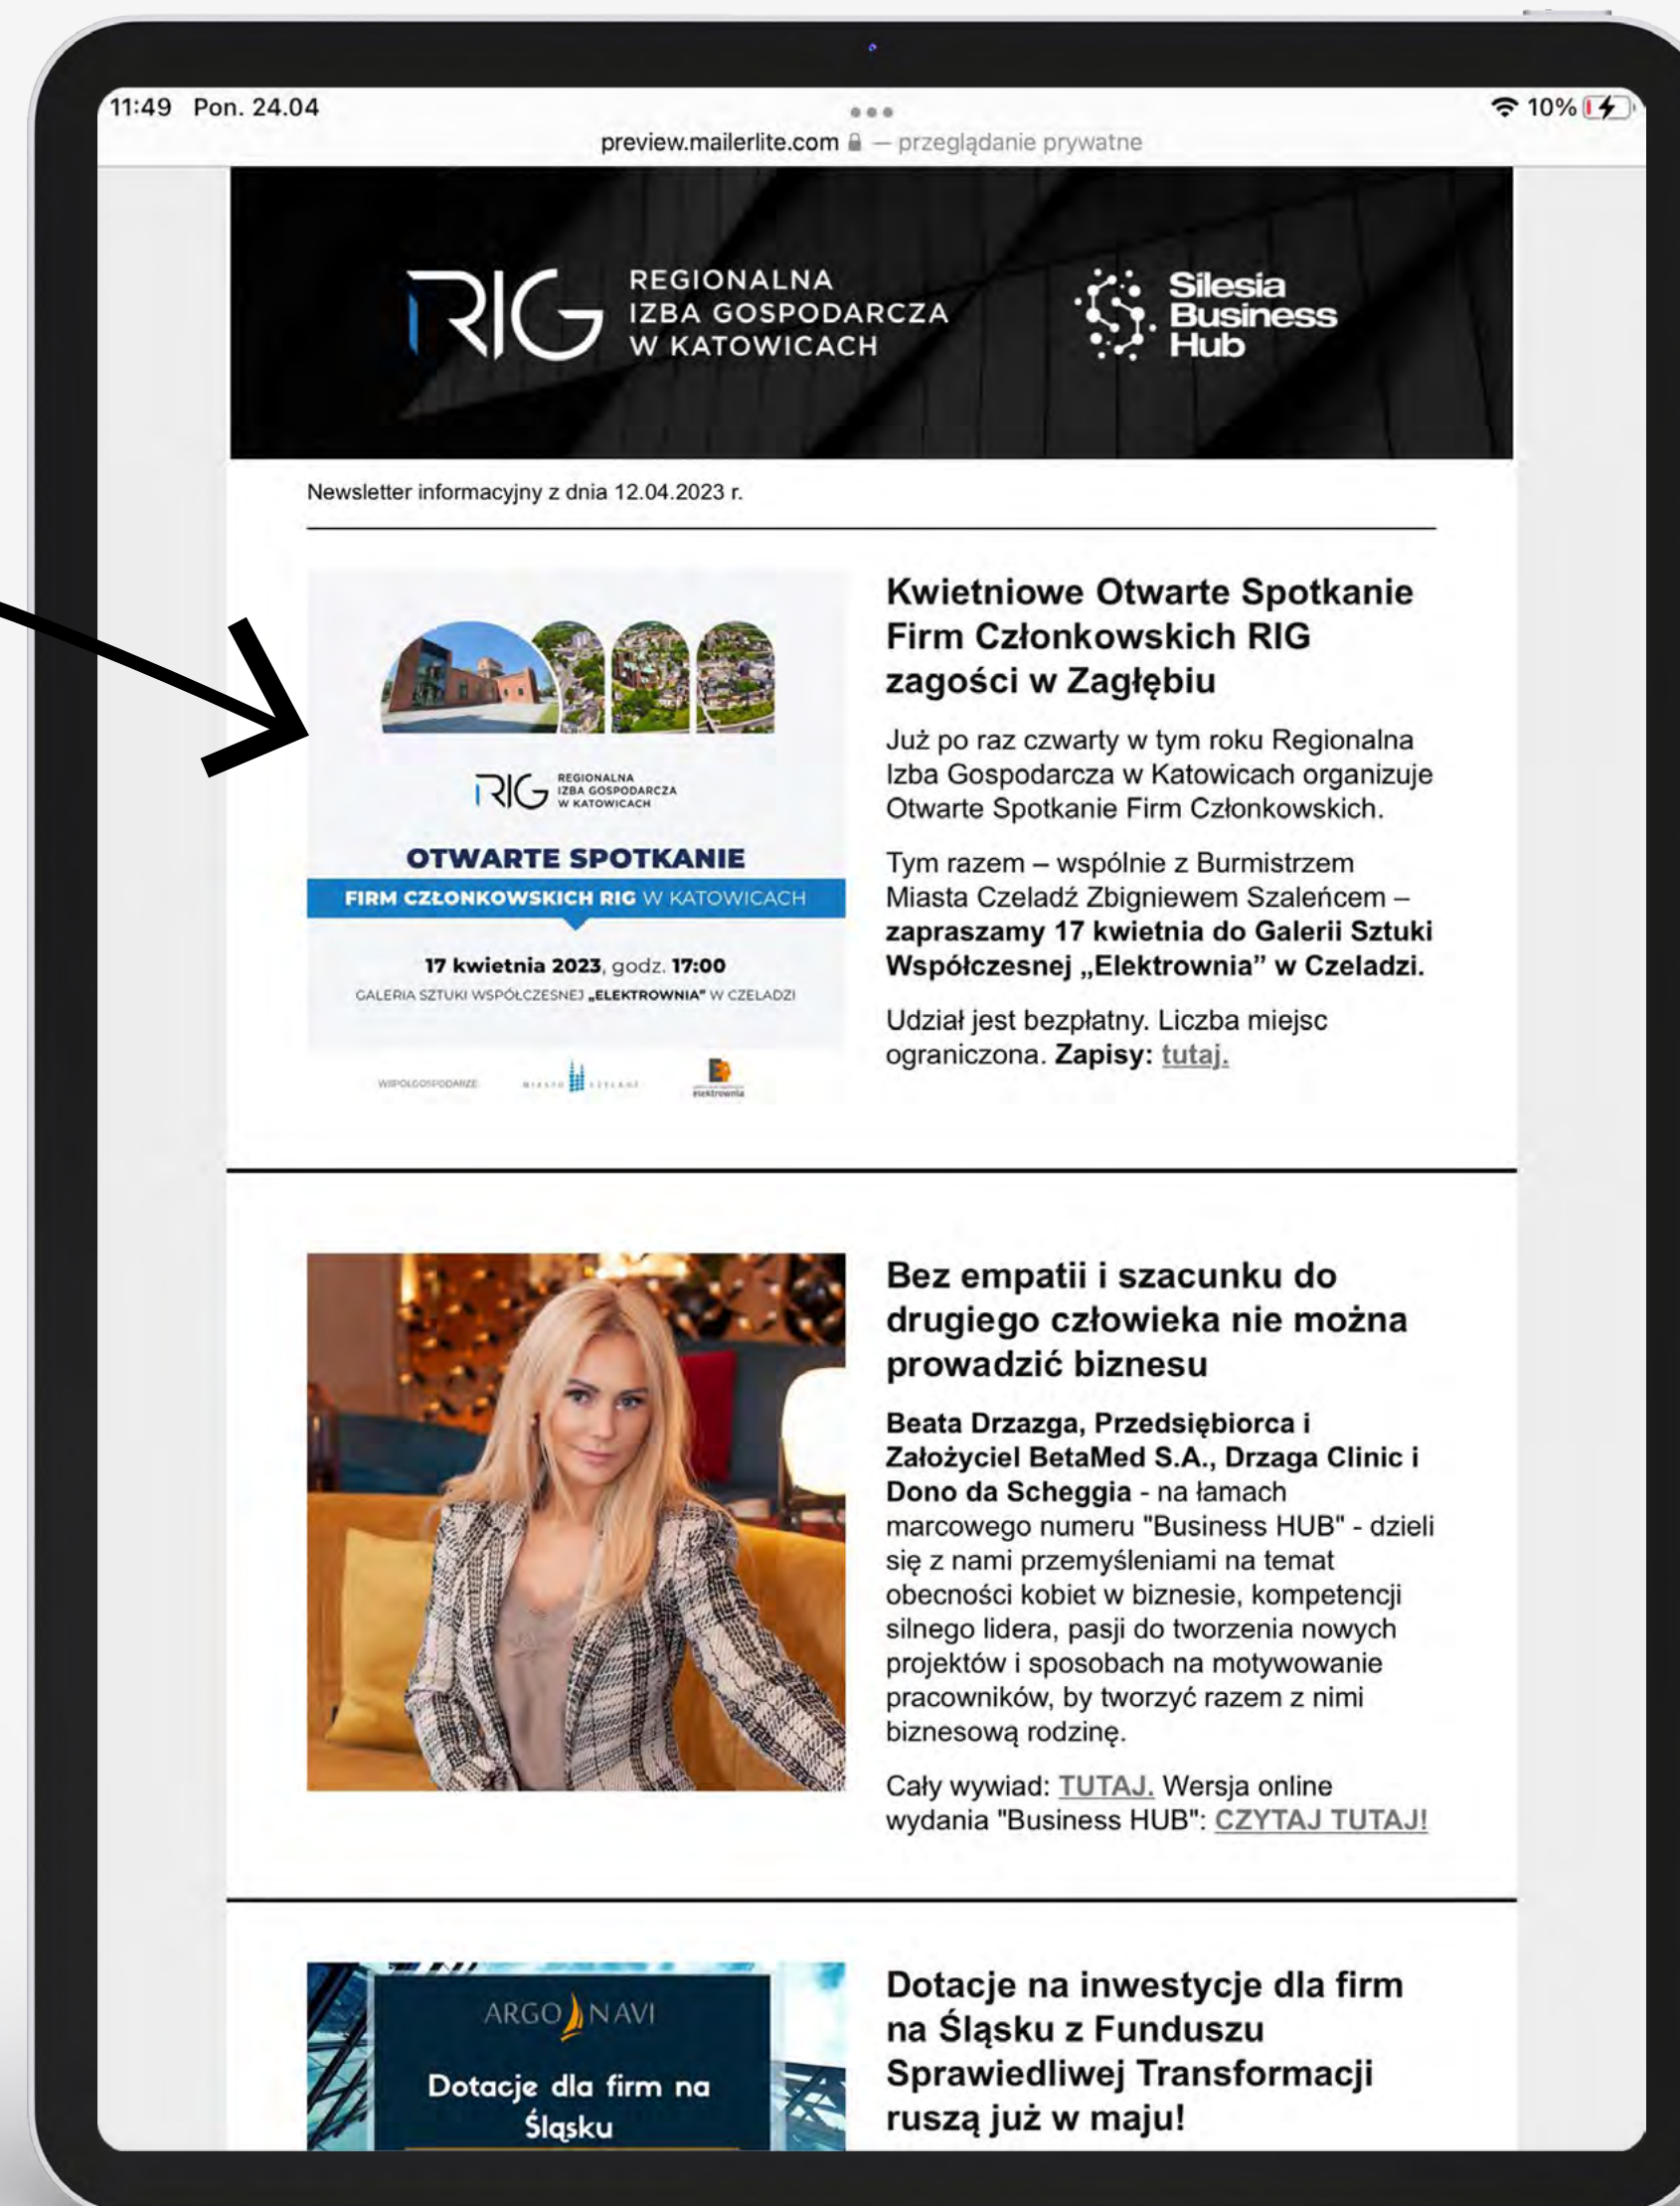 11:49 Pon. 24.04
10%
preview.mailerlite.com — przeglądanie prywatne
RIG
REGIONALNA
IZBA GOSPODARCZA
W KATOWICACH
Silesia
Business
Hub
Newsletter informacyjny z dnia 12.04.2023 r.
RIG
REGIONALNA
IZBA GOSPODARCZA
W KATOWICACH
OTWARTE SPOTKANIE
FIRM CZŁONKOWSKICH RIG W KATOWICACH
17 kwietnia 2023, godz. 17:00
GALERIA SZTUKI WSPÓŁCZESNEJ „ELEKTROWNIA" W CZELADZI
WSPÓŁGOSPODARZE
MIASTO CZELADŹ
elektrownia
Kwietniowe Otwarte Spotkanie
Firm Członkowskich RIG
zagości w Zagłębiu
Już po raz czwarty w tym roku Regionalna
Izba Gospodarcza w Katowicach organizuje
Otwarte Spotkanie Firm Członkowskich.
Tym razem – wspólnie z Burmistrzem
Miasta Czeladź Zbigniewem Szaleńcem –
zapraszamy 17 kwietnia do Galerii Sztuki
Współczesnej „Elektrownia” w Czeladzi.
Udział jest bezpłatny. Liczba miejsc
ograniczona. Zapisy: tutaj.
Bez empatii i szacunku do
drugiego człowieka nie można
prowadzić biznesu
Beata Drzazga, Przedsiębiorca i
Założyciel BetaMed S.A., Drzaga Clinic i
Dono da Scheggia - na łamach
marcowego numeru "Business HUB" - dzieli
się z nami przemyśleniami na temat
obecności kobiet w biznesie, kompetencji
silnego lidera, pasji do tworzenia nowych
projektów i sposobach na motywowanie
pracowników, by tworzyć razem z nimi
biznesową rodzinę.
Cały wywiad: TUTAJ. Wersja online
wydania "Business HUB": CZYTAJ TUTAJ!
ARGO NAVI
Dotacje dla firm na
Śląsku
Dotacje na inwestycje dla firm
na Śląsku z Funduszu
Sprawiedliwej Transformacji
ruszą już w maju!